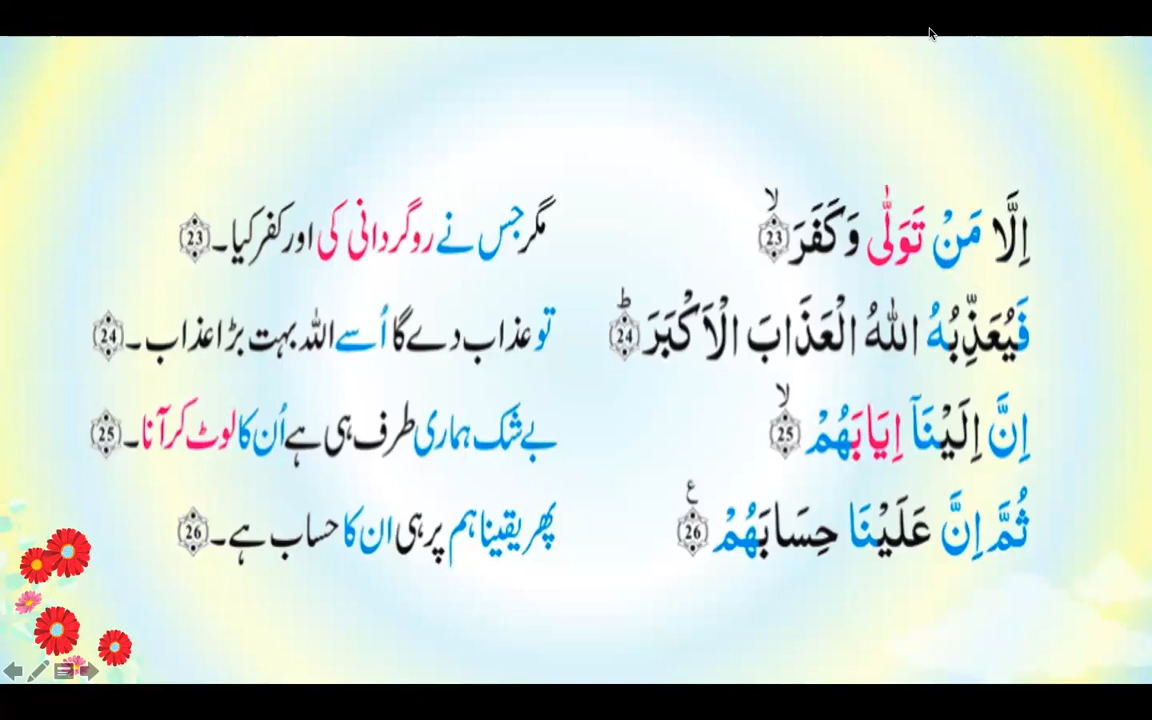 اِلَّا مَنْ تَوَلّٰى وَكَفَرَ ۙ 23 مگر جس نے روگردانی کی اور کفر کیا۔ 23
فَيُعَذِّبُهُ اللّٰهُ الْعَذَابَ الْاَكْبَرَ ؕ 24 تو عذاب دے گا اُسے اللہ بہت بڑا عذاب۔ 24
اِنَّ اِلَيْنَاۤ اِيَابَهُمْ ۙ 25 بے شک ہماری طرف ہی ہے اُن کا لوٹ کر آنا۔ 25
ثُمَّ اِنَّ عَلَيْنَا حِسَابَهُمْ ع 26 پھر یقینا ہم پر ہی ان کا حساب ہے۔ 26